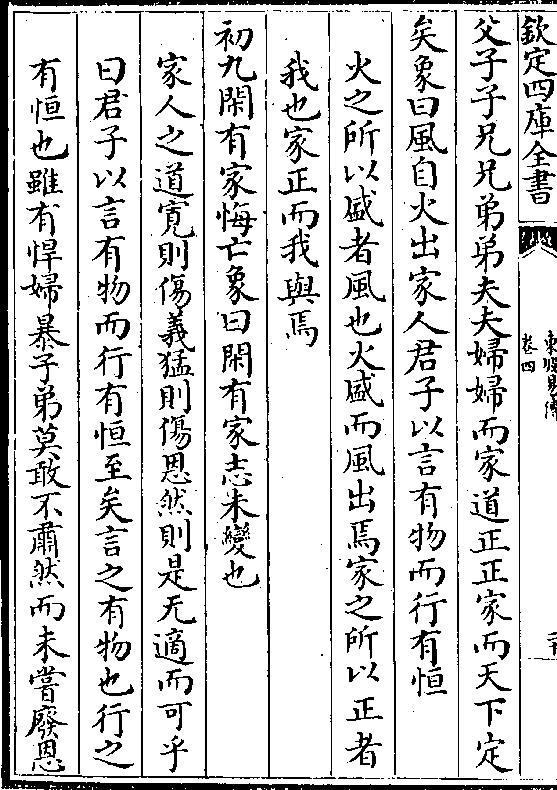 欽定四庫全書
東坡易傳
卷四
父子子兄兄弟弟夫夫婦婦而家道正正家而天下定
矣象曰風自火出家人君子以言有物而行有恒
火之所以盛者風也火盛而風出焉家之所以正者
我也家正而我與焉
初九閑有家悔亡象曰閑有家志未變也
家人之道寛則傷義猛則傷恩然則是无適而可乎
曰君子以言有物而行有恒至矣言之有物也行之
有恒也雖有悍婦暴子弟莫敢不肅然而未嘗廢恩